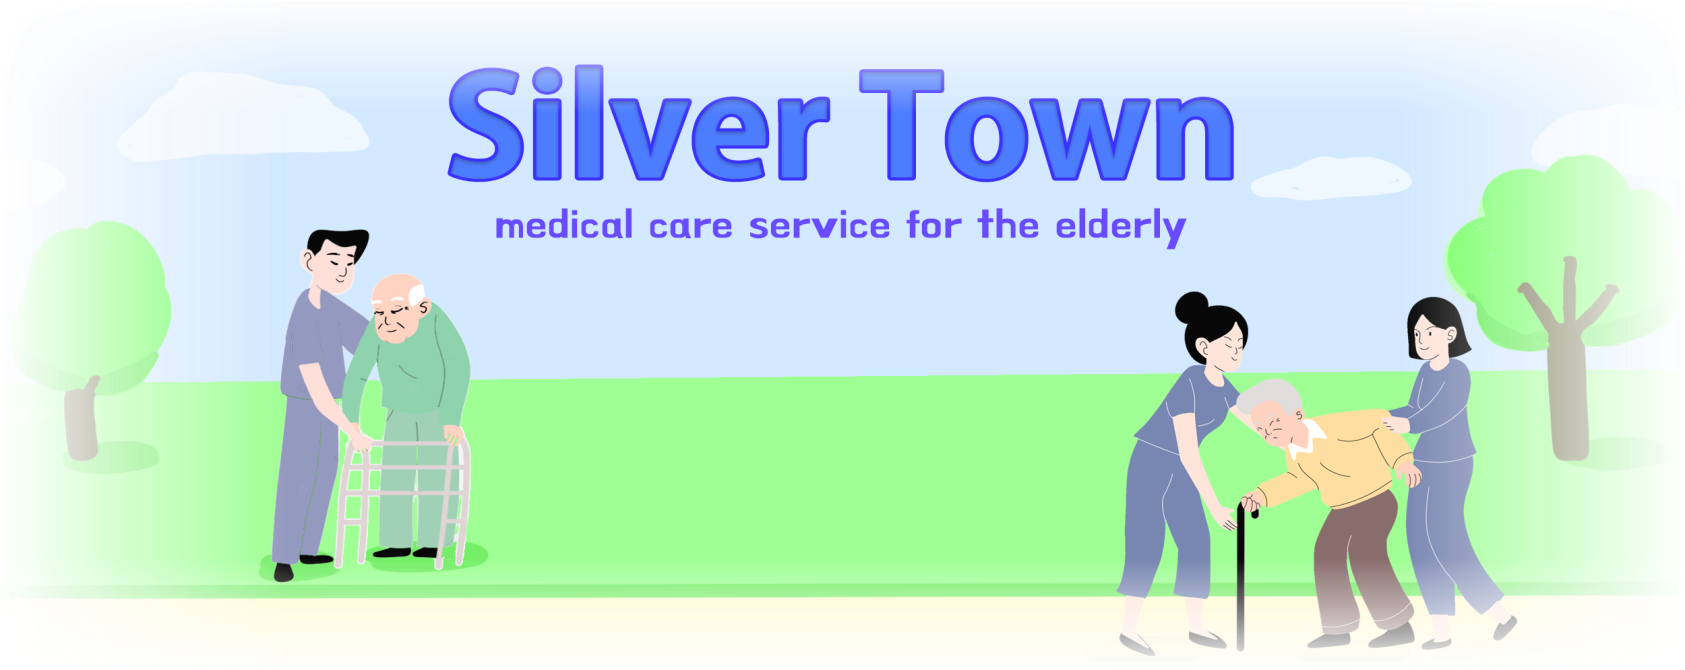 Silver Town
medical care service for the elderly